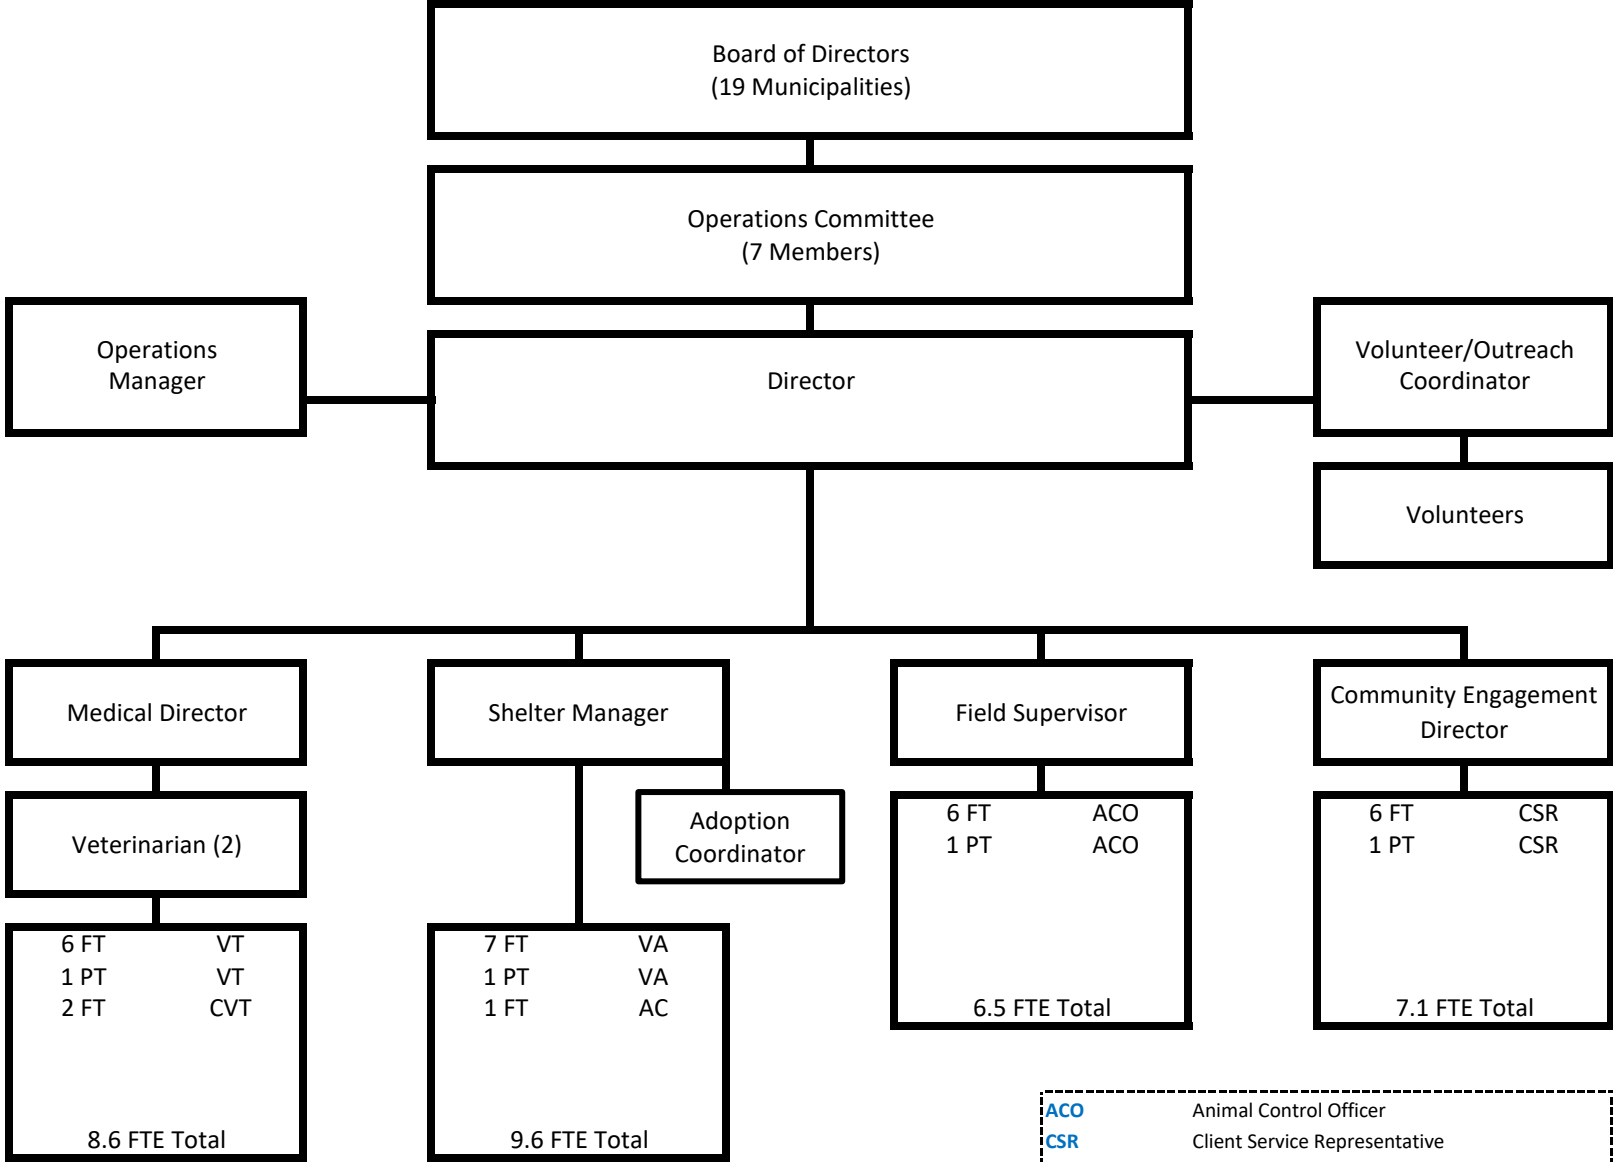 Board of Directors
(19 Municipalities)
Operations Committee
(7 Members)
Operations
Manager
Director
Volunteer/Outreach
Coordinator
Volunteers
Medical Director
Shelter Manager
Field Supervisor
Community Engagement
Director
Veterinarian (2)
Adoption
Coordinator
6 FT ACO
1 PT ACO
6.5 FTE Total
6 FT CSR
1 PT CSR
7.1 FTE Total
6 FT VT
1 PT VT
2 FT CVT
8.6 FTE Total
7 FT VA
1 PT VA
1 FT AC
9.6 FTE Total
ACO Animal Control Officer
CSR Client Service Representative